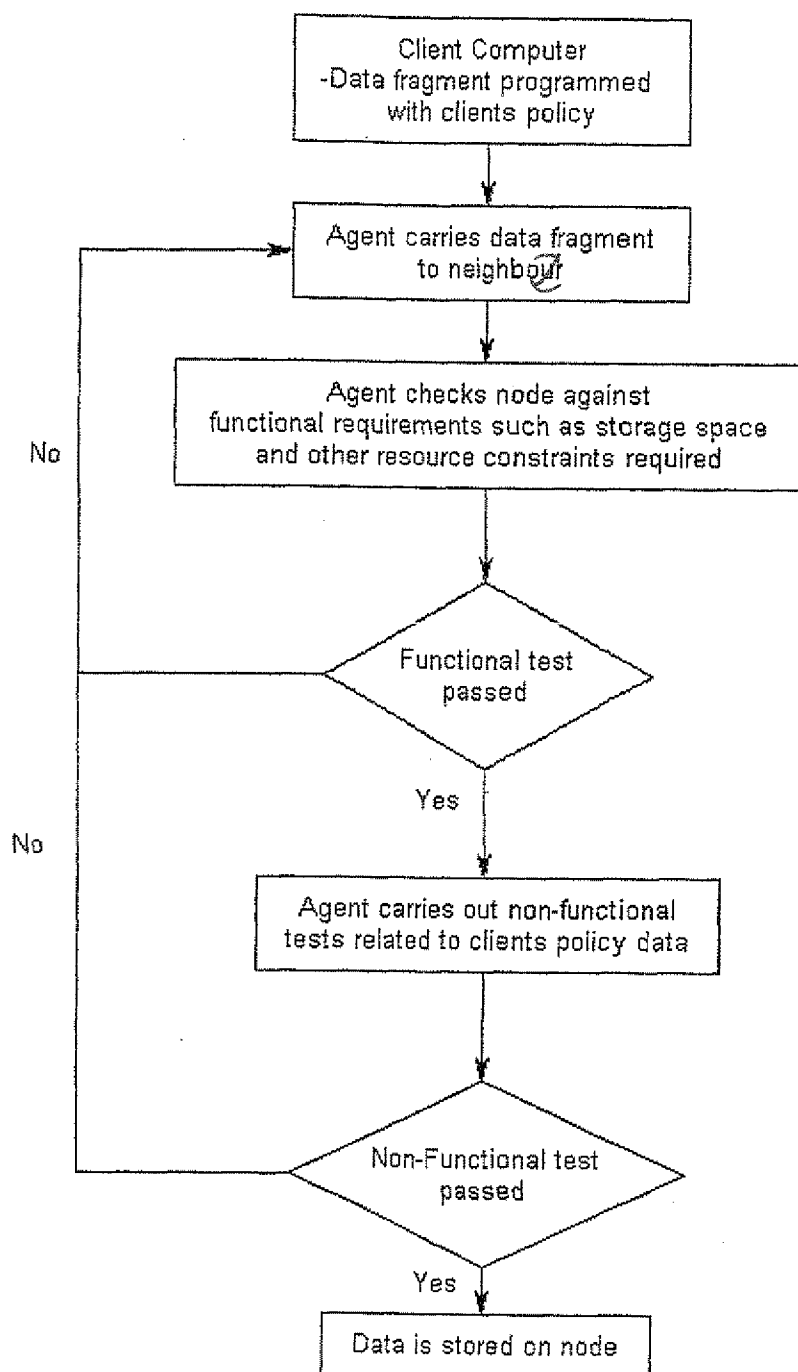 Client Computer
-Data fragment programmed
with clients policy
Agent carries data fragment
to neighbour
Agent checks node against
functional requirements such as storage space
and other resource constraints required
No
Functional test
passed
Yes
No
Agent carries out non-functional
tests related to clients policy data
Non-Functional test
passed
Yes
Data is stored on node